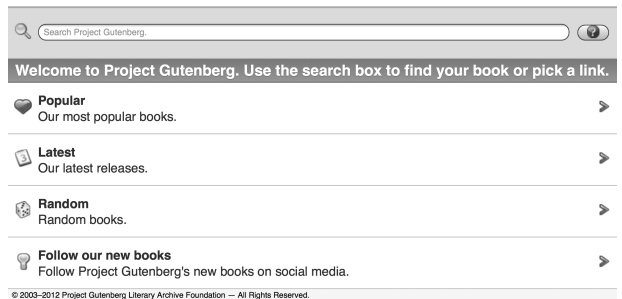 Search Project Gutenberg.
Welcome to Project Gutenberg. Use the search box to find your book or pick a link.
Popular
Our most popular books.
Latest
Our latest releases.
Random
Random books.
Follow our new books
Follow Project Gutenberg's new books on social media.
© 2003–2012 Project Gutenberg Literary Archive Foundation — All Rights Reserved.